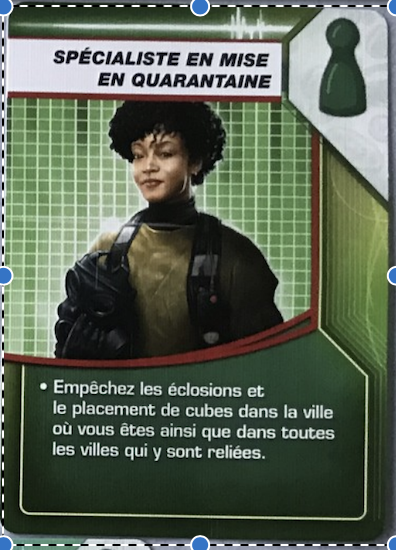 SPÉCIALISTE EN MISE
EN QUARANTAINE
• Empêchez les éclosions et
le placement de cubes dans la ville
où vous êtes ainsi que dans toutes
les villes qui y sont reliées.